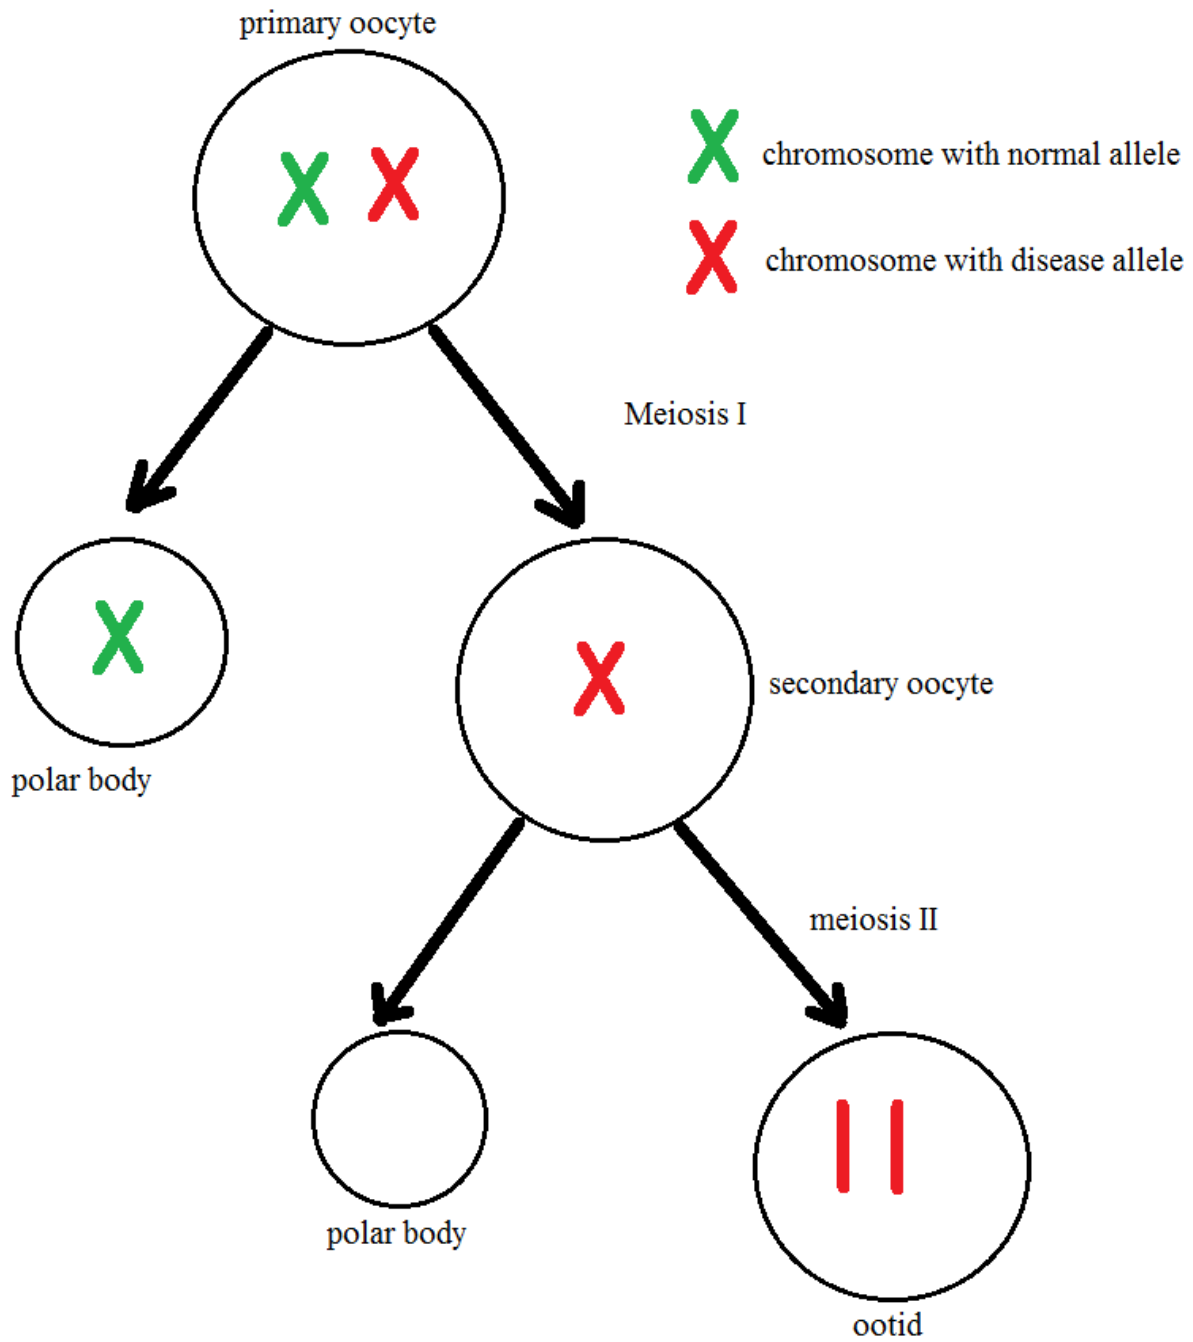 primary oocyte
chromosome with normal allele
chromosome with disease allele
Meiosis I
polar body
secondary oocyte
meiosis II
polar body
ootid